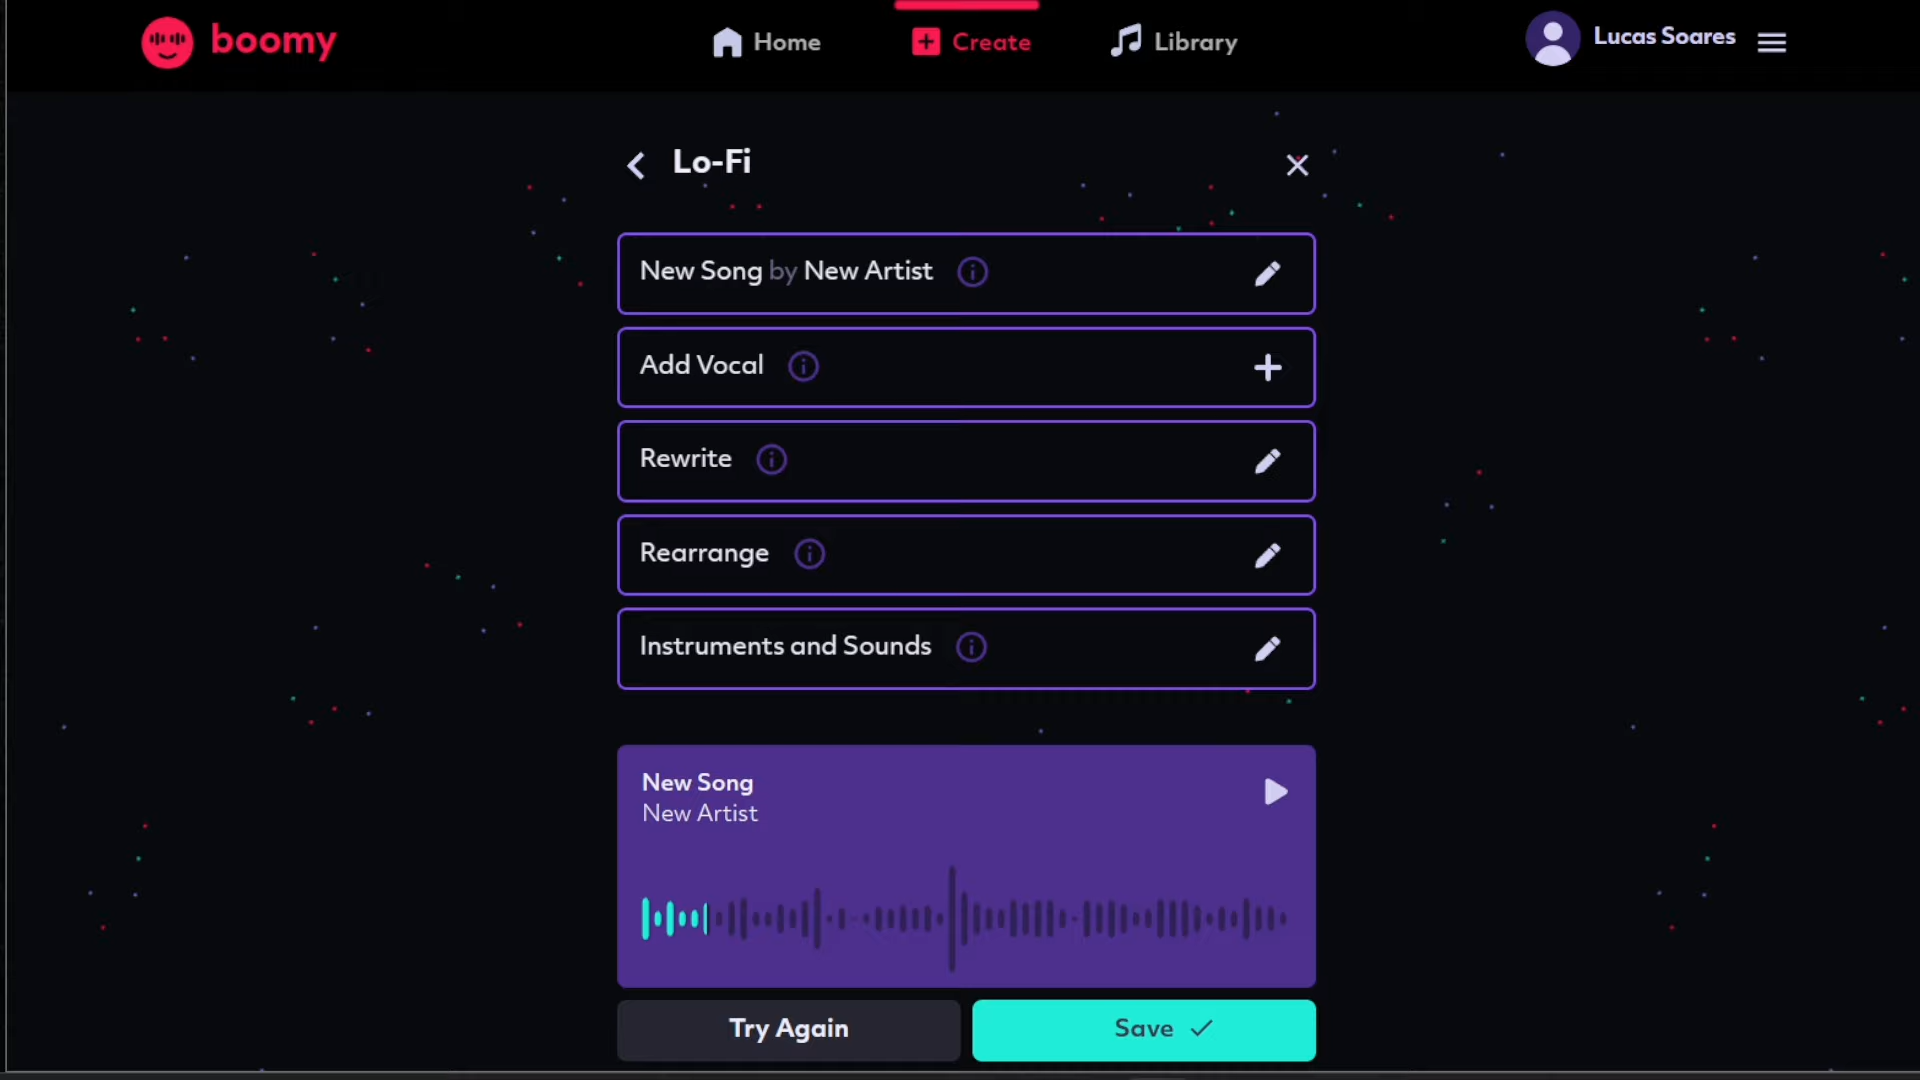 boomy
Home
Create
Library
Lucas Soares
Lo-Fi
New Song by New Artist
Add Vocal
Rewrite
Rearrange
Instruments and Sounds
New Song
New Artist
Try Again
Save